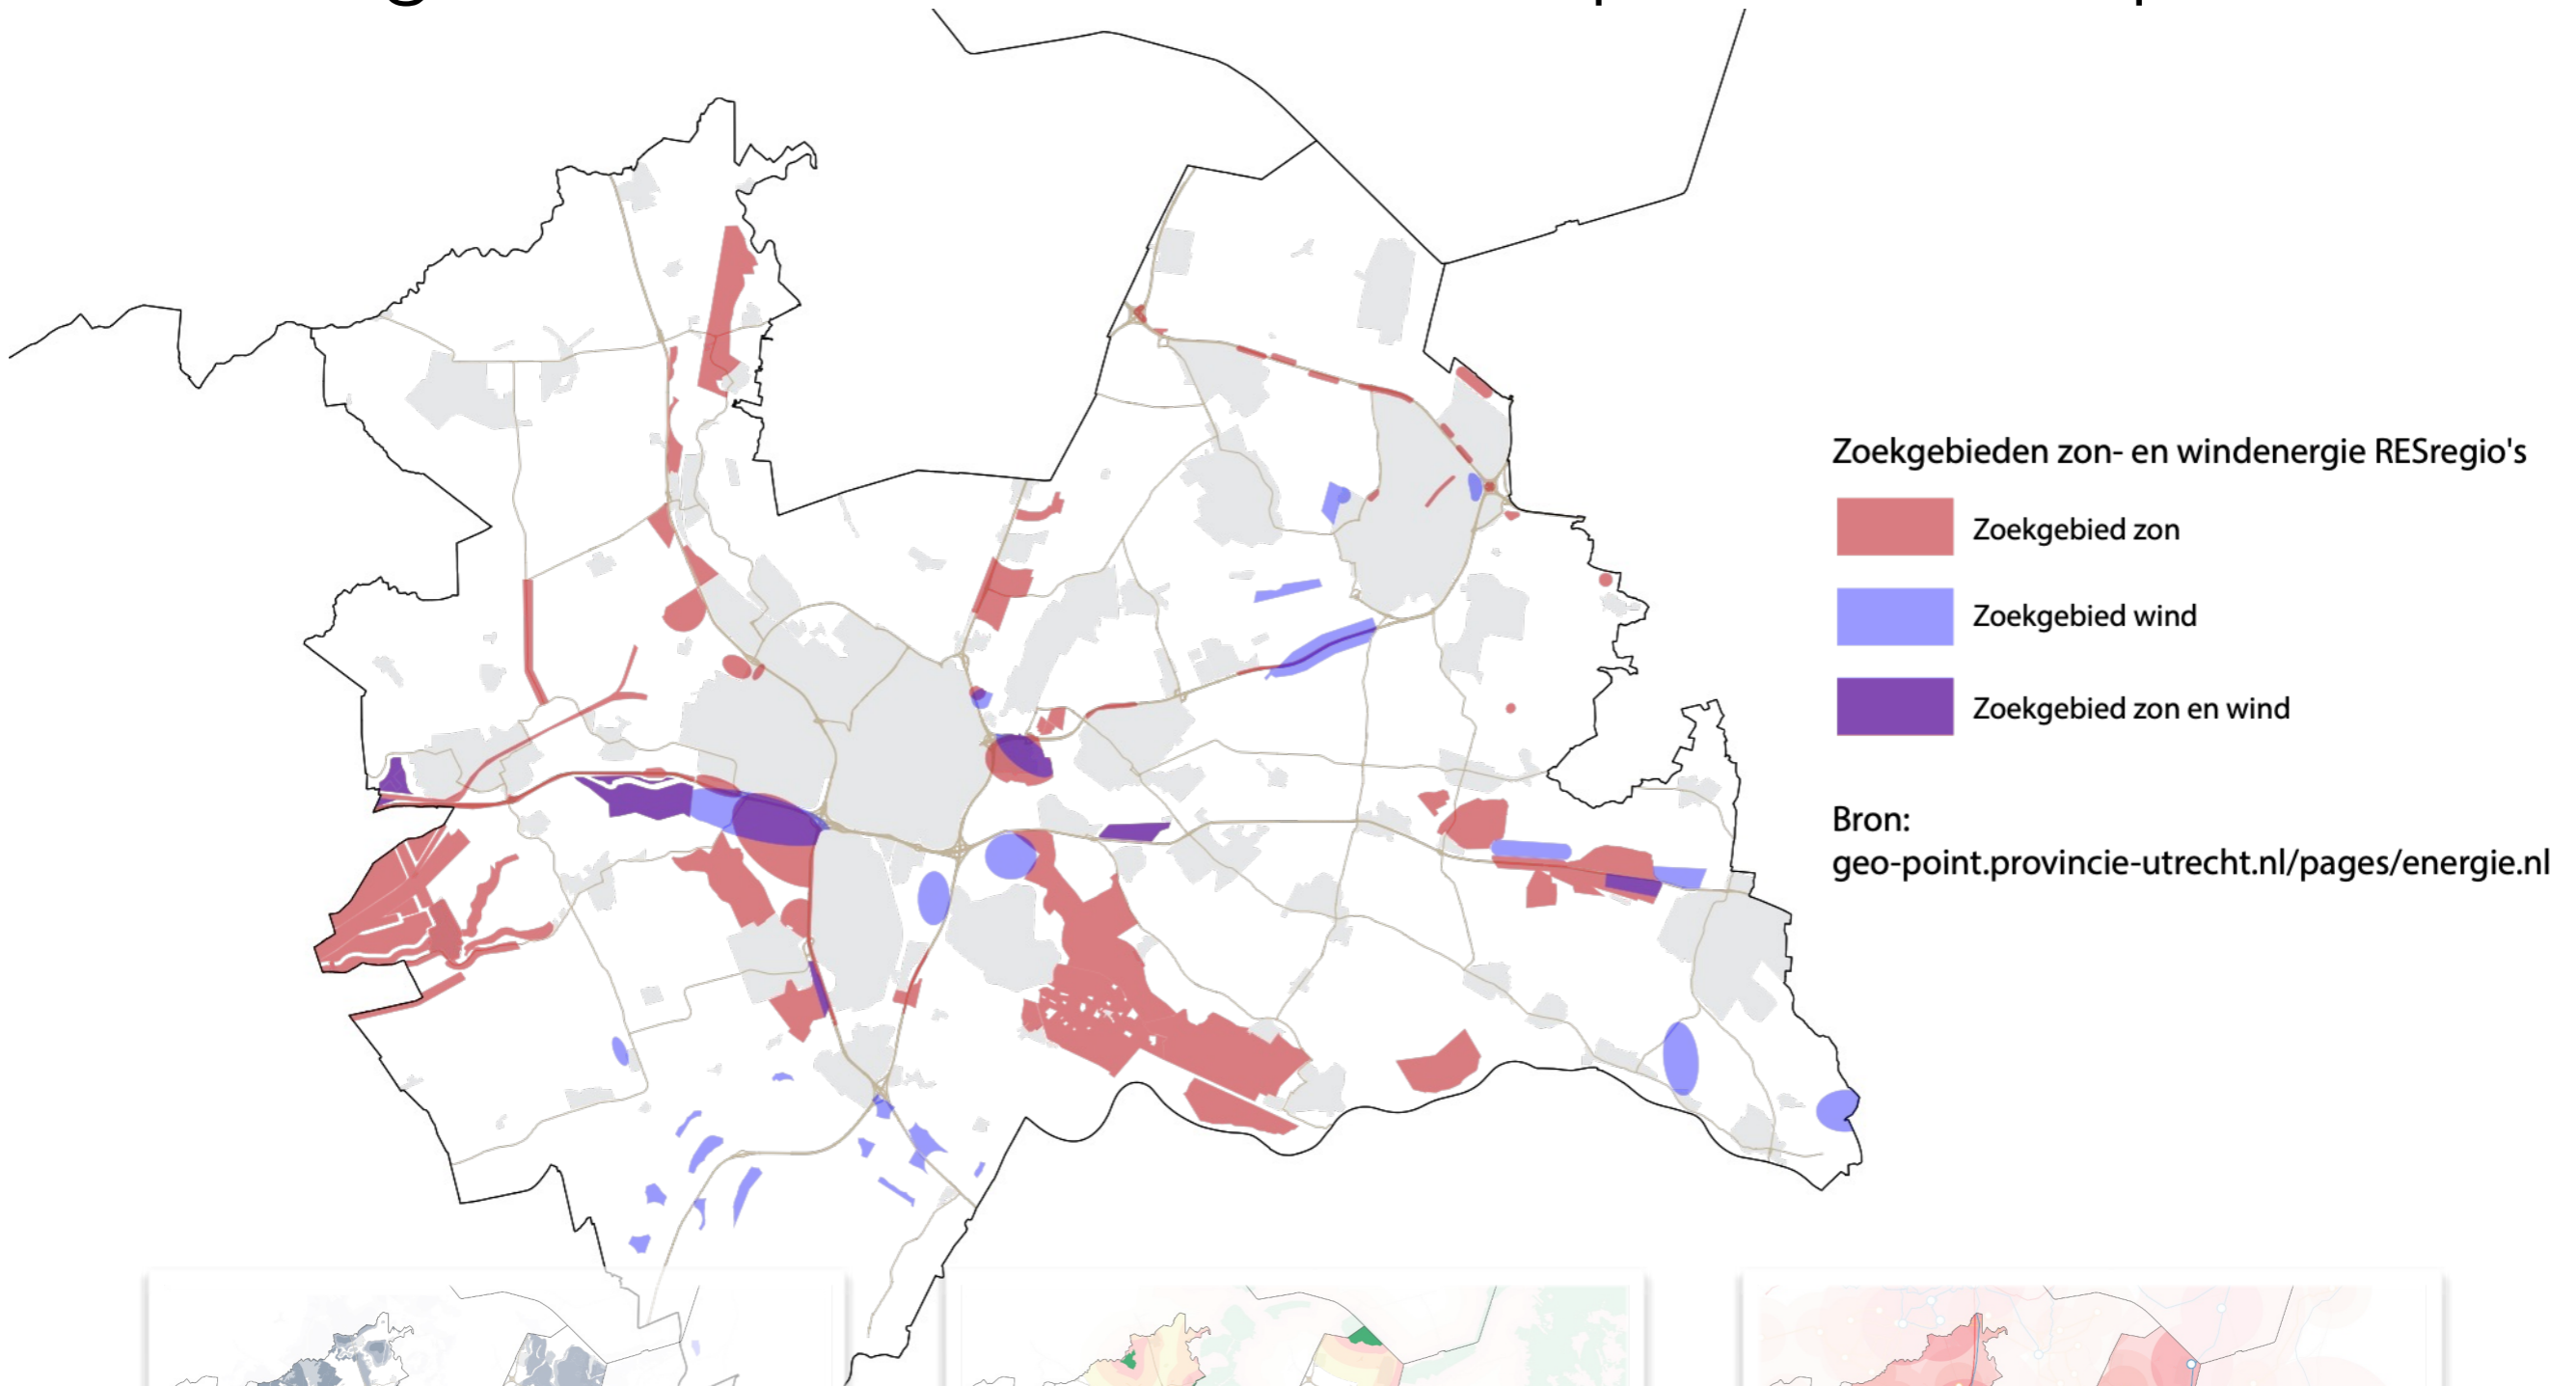 Zoekgebieden zon- en windenergie RESregio's
Zoekgebied zon
Zoekgebied wind
Zoekgebied zon en wind
Bron:
geo-point.provincie-utrecht.nl/pages/energie.nl